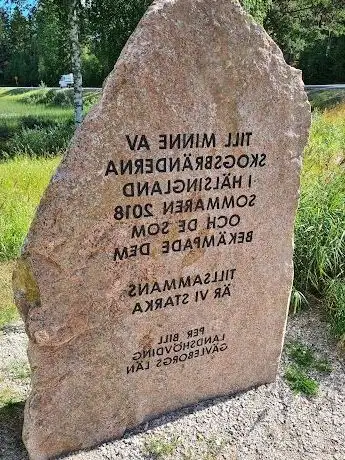 TILL MINNE AV
SKOGSBRÄNDERNA
I HÄLSINGLAND
SOMMAREN 2018
OCH DE SOM
BEKÄMPADE DEM
TILLSAMMANS
ÄR VI STARKA
PER BILL
LANDSHÖVDING
GÄVLEBORGS LÄN